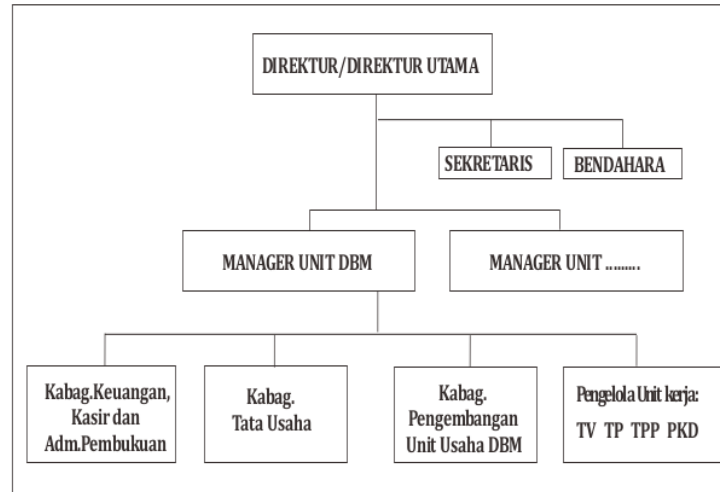 DIREKTUR/DIREKTUR UTAMA
SEKRETARIS
BENDAHARA
MANAGER UNIT DBM
MANAGER UNIT .........
Kabag.Keuangan,
Kasir dan
Adm.Pembukuan
Kabag.
Tata Usaha
Kabag.
Pengembangan
Unit Usaha DBM
Pengelola Unit kerja:
TV TP TPP PKD